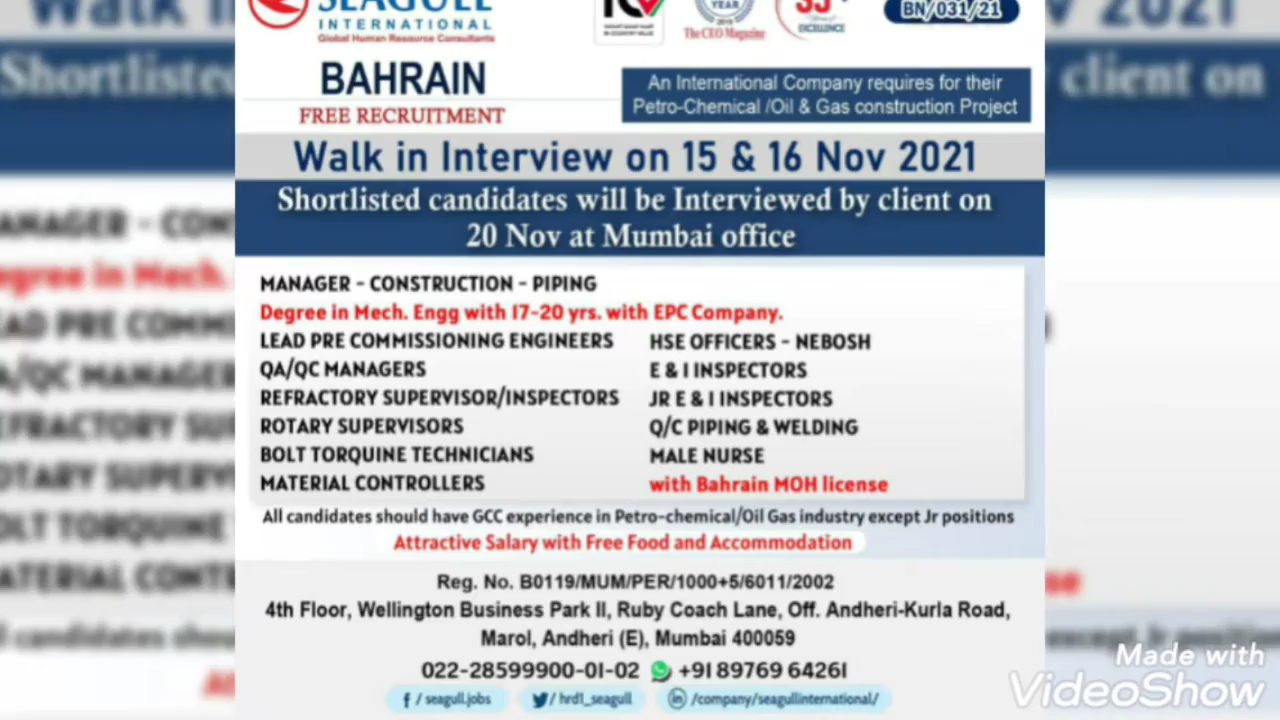 SEAGULL
INTERNATIONAL
Global Human Resource Consultants
YEAR
The CEO Magazine
35
EXCELLENCE
BN/031/21
BAHRAIN
FREE RECRUITMENT
An International Company requires for their
Petro-Chemical /Oil & Gas construction Project
Walk in Interview on 15 & 16 Nov 2021
Shortlisted candidates will be Interviewed by client on
20 Nov at Mumbai office
MANAGER - CONSTRUCTION - PIPING
Degree in Mech. Engg with 17-20 yrs. with EPC Company.
LEAD PRE COMMISSIONING ENGINEERS
QA/QC MANAGERS
REFRACTORY SUPERVISOR/INSPECTORS
ROTARY SUPERVISORS
BOLT TORQUINE TECHNICIANS
MATERIAL CONTROLLERS
HSE OFFICERS - NEBOSH
E & I INSPECTORS
JR E & I INSPECTORS
Q/C PIPING & WELDING
MALE NURSE
with Bahrain MOH license
All candidates should have GCC experience in Petro-chemical/Oil Gas industry except Jr positions
Attractive Salary with Free Food and Accommodation
Reg. No. B0119/MUM/PER/1000+5/6011/2002
4th Floor, Wellington Business Park II, Ruby Coach Lane, Off. Andheri-Kurla Road,
Marol, Andheri (E), Mumbai 400059
022-28599900-01-02 +91 89769 64261
f / seagull.jobs / hrd1_seagull in /company/seagullinternational/
Made with
VideoShow